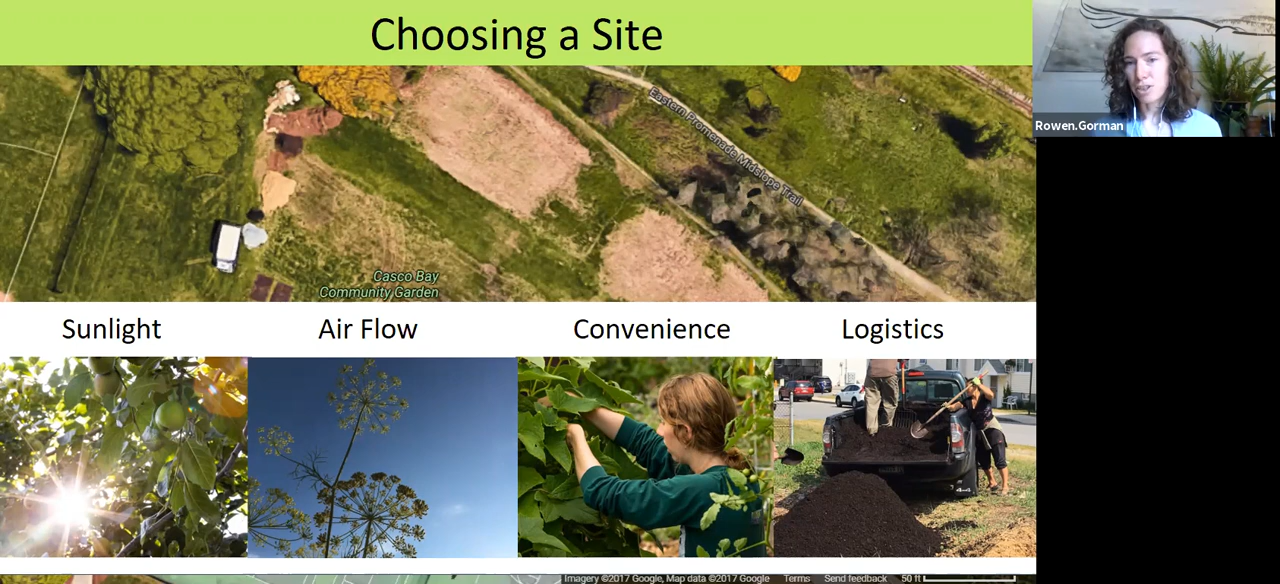 Choosing a Site
Rowen.Gorman
Eastern Promenade Midslope Trail
Casco Bay
Community Garden
Sunlight
Air Flow
Convenience
Logistics
Imagery ©2017 Google, Map data ©2017 Google Terms Send feedback 50 ft